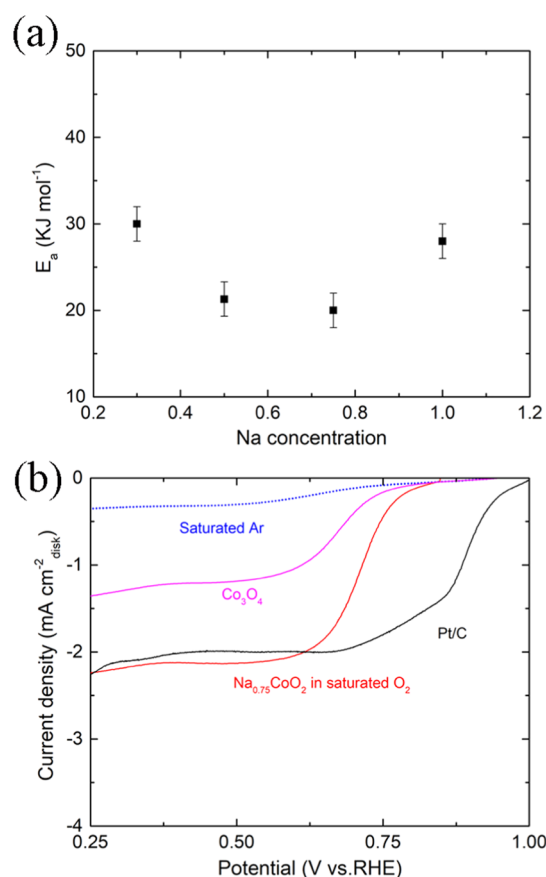 (a)
50
40
30
20
10
Eₐ (KJ mol⁻¹)
0.2 0.4 0.6 0.8 1.0 1.2
Na concentration
(b)
0
-1
-2
-3
-4
Current density (mA cm⁻²disk)
Saturated Ar
Co₃O₄
Pt/C
Na₀.₇₅CoO₂ in saturated O₂
0.25 0.50 0.75 1.00
Potential (V vs.RHE)